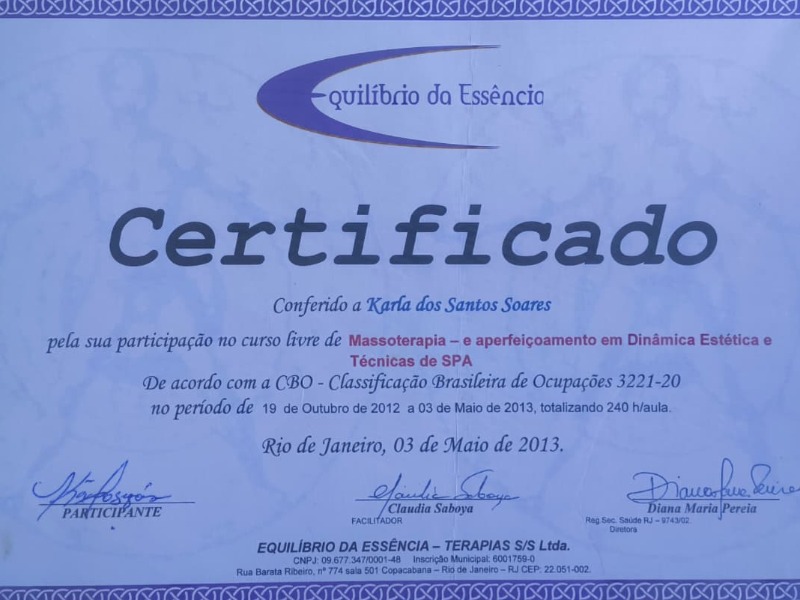 Equilíbrio da Essência
Certificado
Conferido a Karla dos Santos Soares
pela sua participação no curso livre de Massoterapia – e aperfeiçoamento em Dinâmica Estética e
Técnicas de SPA
De acordo com a CBO - Classificação Brasileira de Ocupações 3221-20
no período de 19 de Outubro de 2012 a 03 de Maio de 2013, totalizando 240 h/aula.
Rio de Janeiro, 03 de Maio de 2013.
Cláudia Saboya
PARTICIPANTE
Claudia Saboya
FACILITADOR
Diana Maria Pereia
Reg.Sec. Saúde RJ – 9743/02
Diretora
EQUILÍBRIO DA ESSÊNCIA – TERAPIAS S/S Ltda.
CNPJ: 09.677.347/0001-48 Inscrição Municipal: 6001759-0
Rua Barata Ribeiro, nº 774 sala 501 Copacabana – Rio de Janeiro – RJ CEP: 22.051-002.